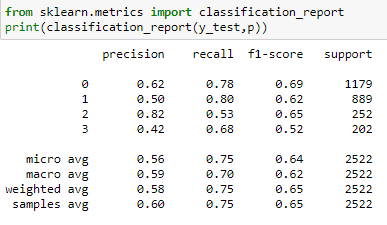 from sklearn.metrics import classification_report
print(classification_report(y_test,p))
precision recall f1-score support
0 0.62 0.78 0.69 1179
1 0.50 0.80 0.62 889
2 0.82 0.53 0.65 252
3 0.42 0.68 0.52 202
micro avg 0.56 0.75 0.64 2522
macro avg 0.59 0.70 0.62 2522
weighted avg 0.58 0.75 0.65 2522
samples avg 0.60 0.75 0.65 2522